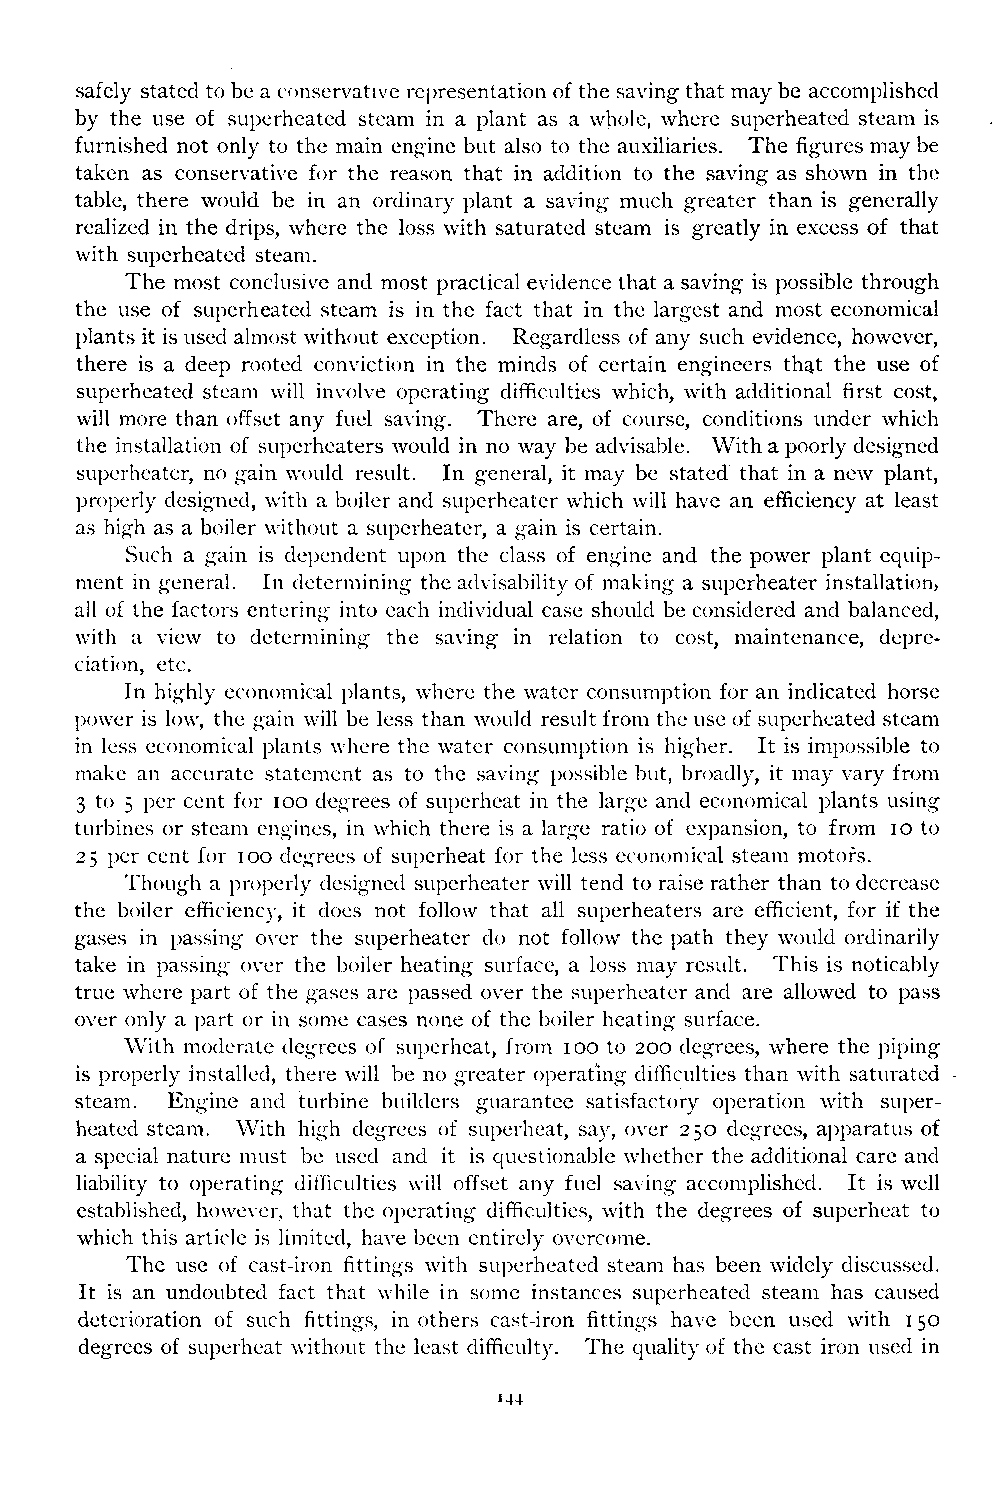 safely stated to be a conservative representation of the saving that may be accomplished
by the use of superheated steam in a plant as a whole, where superheated steam is
furnished not only to the main engine but also to the auxiliaries. The figures may be
taken as conservative for the reason that in addition to the saving as shown in the
table, there would be in an ordinary plant a saving much greater than is generally
realized in the drips, where the loss with saturated steam is greatly in excess of that
with superheated steam.
The most conclusive and most practical evidence that a saving is possible through
the use of superheated steam is in the fact that in the largest and most economical
plants it is used almost without exception. Regardless of any such evidence, however,
there is a deep rooted conviction in the minds of certain engineers that the use of
superheated steam will involve operating difficulties which, with additional first cost,
will more than offset any fuel saving. There are, of course, conditions under which
the installation of superheaters would in no way be advisable. With a poorly designed
superheater, no gain would result. In general, it may be stated that in a new plant,
properly designed, with a boiler and superheater which will have an efficiency at least
as high as a boiler without a superheater, a gain is certain.
Such a gain is dependent upon the class of engine and the power plant equip-
ment in general. In determining the advisability of making a superheater installation,
all of the factors entering into each individual case should be considered and balanced,
with a view to determining the saving in relation to cost, maintenance, depre-
ciation, etc.
In highly economical plants, where the water consumption for an indicated horse
power is low, the gain will be less than would result from the use of superheated steam
in less economical plants where the water consumption is higher. It is impossible to
make an accurate statement as to the saving possible but, broadly, it may vary from
3 to 5 per cent for 100 degrees of superheat in the large and economical plants using
turbines or steam engines, in which there is a large ratio of expansion, to from 10 to
25 per cent for 100 degrees of superheat for the less economical steam motors.
Though a properly designed superheater will tend to raise rather than to decrease
the boiler efficiency, it does not follow that all superheaters are efficient, for if the
gases in passing over the superheater do not follow the path they would ordinarily
take in passing over the boiler heating surface, a loss may result. This is noticably
true where part of the gases are passed over the superheater and are allowed to pass
over only a part or in some cases none of the boiler heating surface.
With moderate degrees of superheat, from 100 to 200 degrees, where the piping
is properly installed, there will be no greater operating difficulties than with saturated
steam. Engine and turbine builders guarantee satisfactory operation with super-
heated steam. With high degrees of superheat, say, over 250 degrees, apparatus of
a special nature must be used and it is questionable whether the additional care and
liability to operating difficulties will offset any fuel saving accomplished. It is well
established, however, that the operating difficulties, with the degrees of superheat to
which this article is limited, have been entirely overcome.
The use of cast-iron fittings with superheated steam has been widely discussed.
It is an undoubted fact that while in some instances superheated steam has caused
deterioration of such fittings, in others cast-iron fittings have been used with 150
degrees of superheat without the least difficulty. The quality of the cast iron used in
144